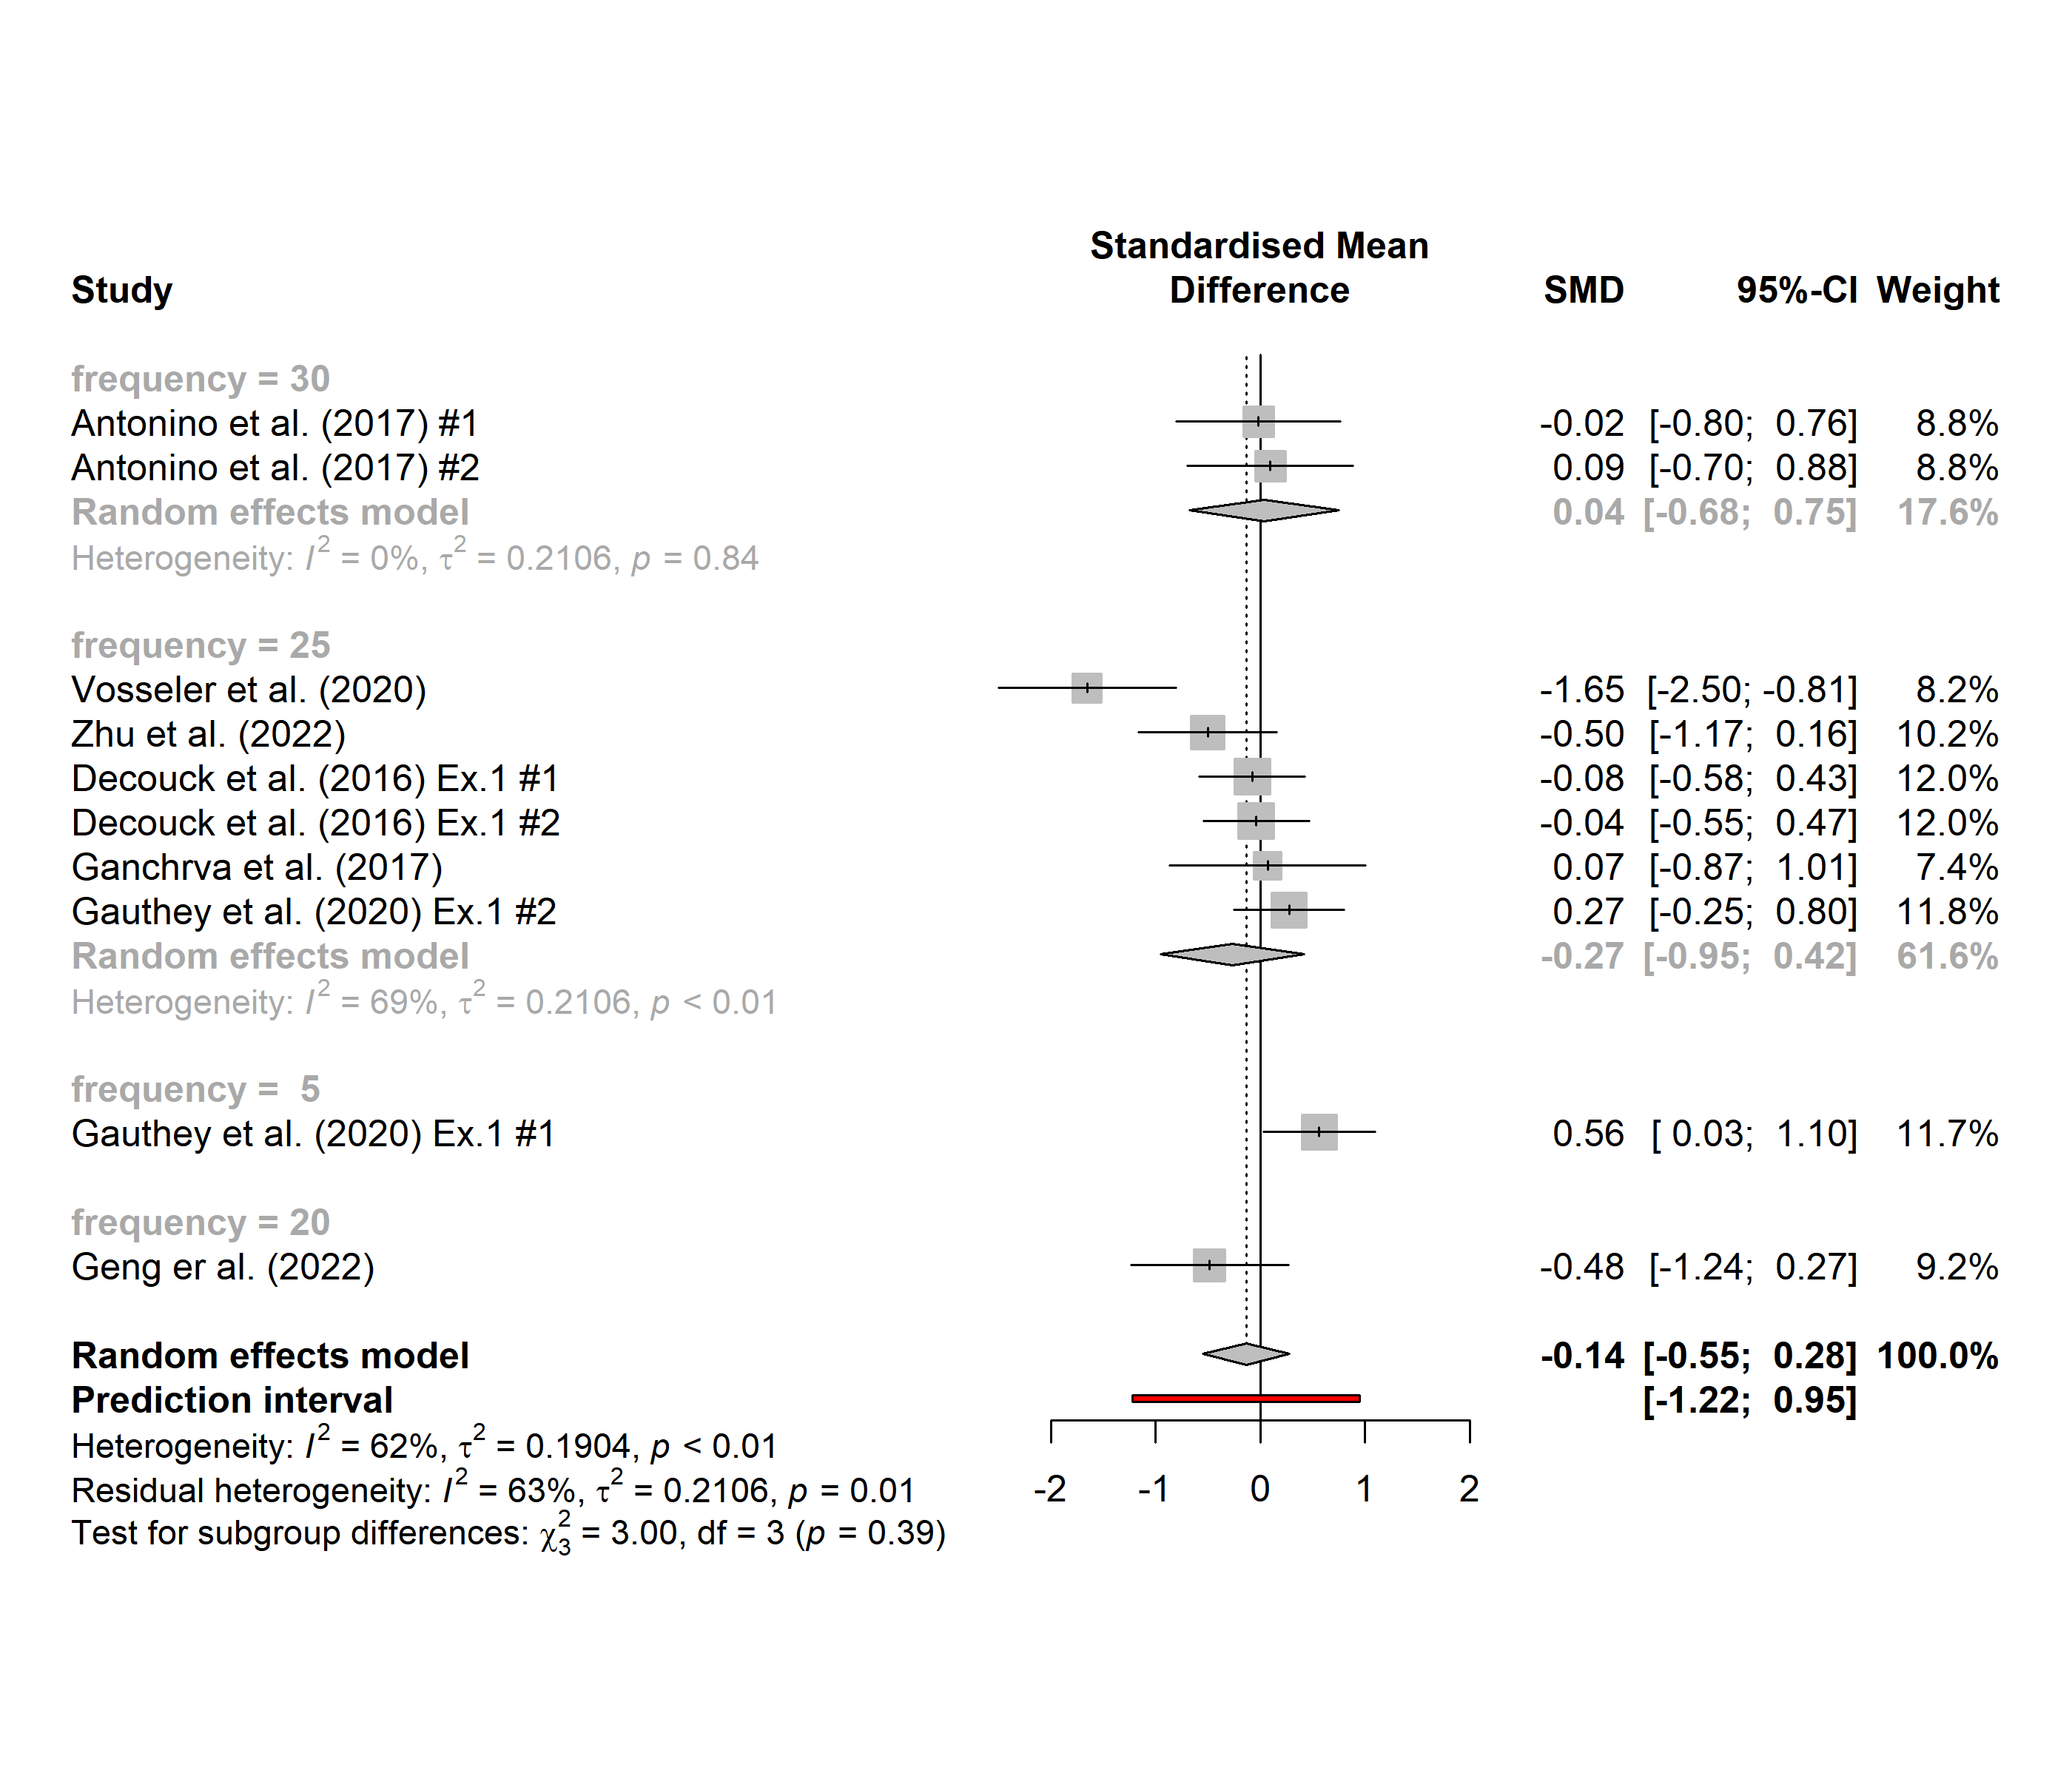 Standardised Mean
Study Difference SMD 95%-CI Weight
frequency = 30
Antonino et al. (2017) #1 -0.02 [-0.80; 0.76] 8.8%
Antonino et al. (2017) #2 0.09 [-0.70; 0.88] 8.8%
Random effects model 0.04 [-0.68; 0.75] 17.6%
Heterogeneity: I² = 0%, τ² = 0.2106, p = 0.84
frequency = 25
Vosseler et al. (2020) -1.65 [-2.50; -0.81] 8.2%
Zhu et al. (2022) -0.50 [-1.17; 0.16] 10.2%
Decouck et al. (2016) Ex.1 #1 -0.08 [-0.58; 0.43] 12.0%
Decouck et al. (2016) Ex.1 #2 -0.04 [-0.55; 0.47] 12.0%
Ganchrva et al. (2017) 0.07 [-0.87; 1.01] 7.4%
Gauthey et al. (2020) Ex.1 #2 0.27 [-0.25; 0.80] 11.8%
Random effects model -0.27 [-0.95; 0.42] 61.6%
Heterogeneity: I² = 69%, τ² = 0.2106, p < 0.01
frequency = 5
Gauthey et al. (2020) Ex.1 #1 0.56 [ 0.03; 1.10] 11.7%
frequency = 20
Geng er al. (2022) -0.48 [-1.24; 0.27] 9.2%
Random effects model -0.14 [-0.55; 0.28] 100.0%
Prediction interval [-1.22; 0.95]
Heterogeneity: I² = 62%, τ² = 0.1904, p < 0.01
Residual heterogeneity: I² = 63%, τ² = 0.2106, p = 0.01
-2 -1 0 1 2
Test for subgroup differences: χ²₃ = 3.00, df = 3 (p = 0.39)